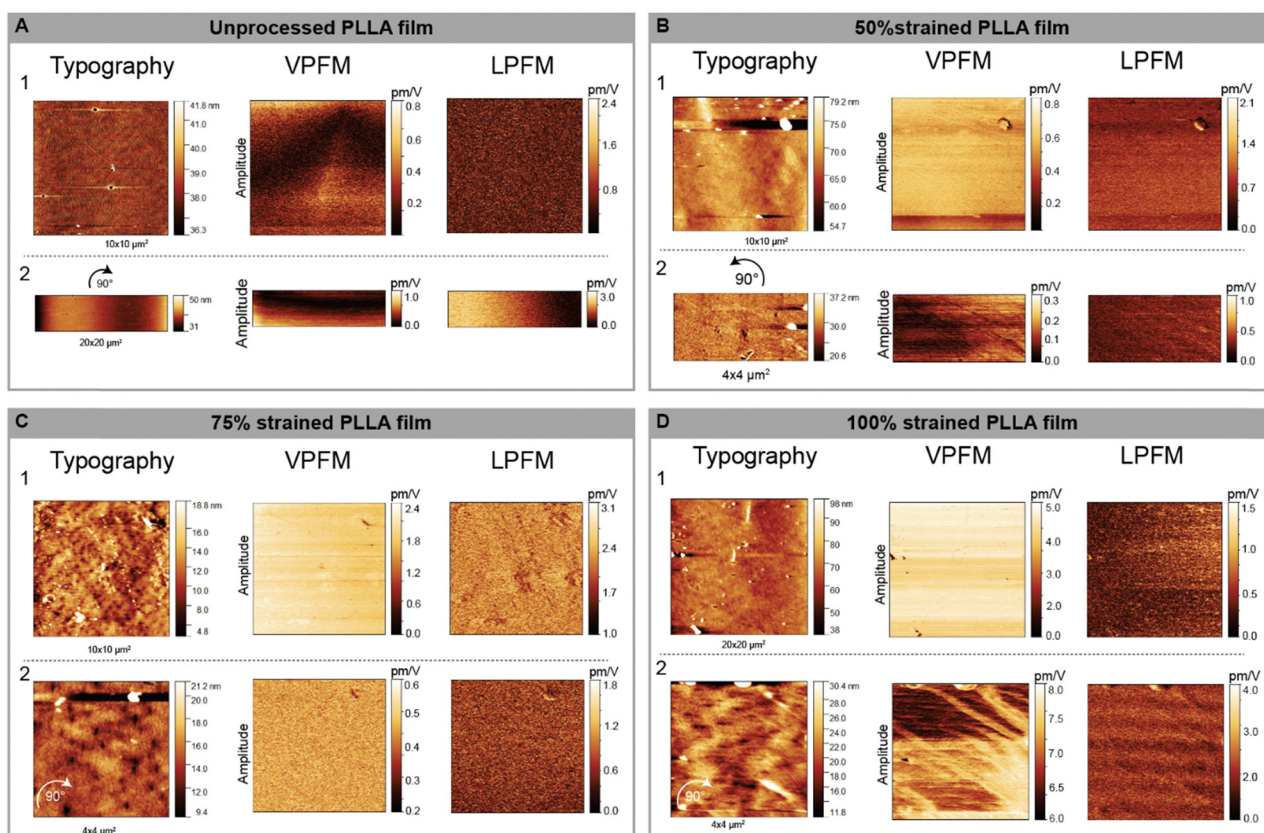 A Unprocessed PLLA film
Typography VPFM LPFM
1
41.8 nm
41.0
40.0
39.0
38.0
37.0
36.3
10x10 µm²
Amplitude
pm/V
0.8
0.6
0.4
0.2
pm/V
2.4
1.6
0.8
2
90°
50 nm
31
20x20 µm²
Amplitude
pm/V
1.0
0.0
pm/V
3.0
0.0
B 50%strained PLLA film
Typography VPFM LPFM
1
79.2 nm
75.0
70.0
65.0
60.0
54.7
10x10 µm²
Amplitude
pm/V
0.8
0.6
0.4
0.2
pm/V
2.1
1.4
0.7
0.0
2
90°
37.2 nm
30.0
20.6
4x4 µm²
Amplitude
pm/V
0.3
0.2
0.1
0.0
pm/V
1.0
0.5
0.0
C 75% strained PLLA film
Typography VPFM LPFM
1
18.8 nm
16.0
14.0
12.0
10.0
8.0
4.8
10x10 µm²
Amplitude
pm/V
2.4
1.8
1.2
0.6
0.0
pm/V
3.1
2.4
1.7
1.0
2
90°
21.2 nm
20.0
18.0
16.0
14.0
12.0
9.4
4x4 µm²
Amplitude
pm/V
0.6
0.5
0.4
0.3
0.2
pm/V
1.8
1.2
0.6
0.0
D 100% strained PLLA film
Typography VPFM LPFM
1
98 nm
90
80
70
60
50
38
20x20 µm²
Amplitude
pm/V
5.0
4.0
3.0
2.0
1.0
0.0
pm/V
1.5
1.0
0.5
0.0
2
90°
30.4 nm
28.0
26.0
24.0
22.0
20.0
18.0
16.0
14.0
11.8
4x4 µm²
Amplitude
pm/V
8.0
7.0
6.0
6.0
pm/V
4.0
3.0
2.0
0.0